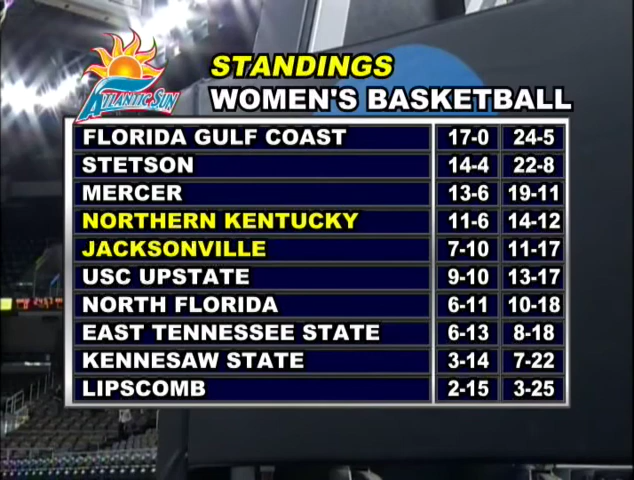 ATLANTIC SUN
STANDINGS
WOMEN'S BASKETBALL
FLORIDA GULF COAST 17-0 24-5
STETSON 14-4 22-8
MERCER 13-6 19-11
NORTHERN KENTUCKY 11-6 14-12
JACKSONVILLE 7-10 11-17
USC UPSTATE 9-10 13-17
NORTH FLORIDA 6-11 10-18
EAST TENNESSEE STATE 6-13 8-18
KENNESAW STATE 3-14 7-22
LIPSCOMB 2-15 3-25